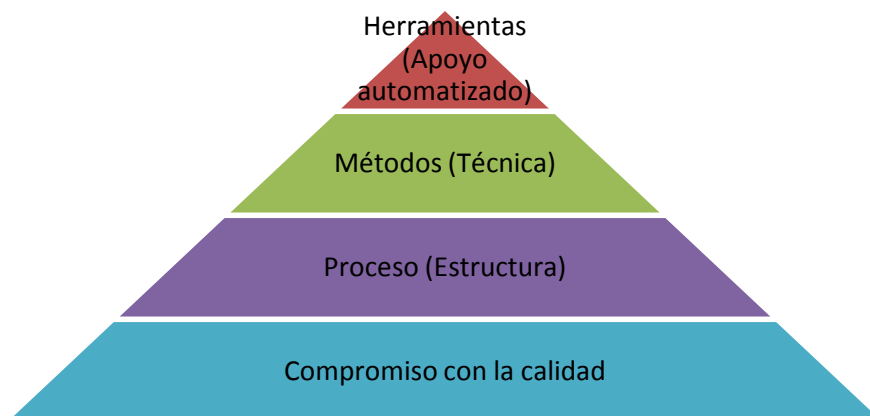 Herramientas
(Apoyo
automatizado)
Métodos (Técnica)
Proceso (Estructura)
Compromiso con la calidad